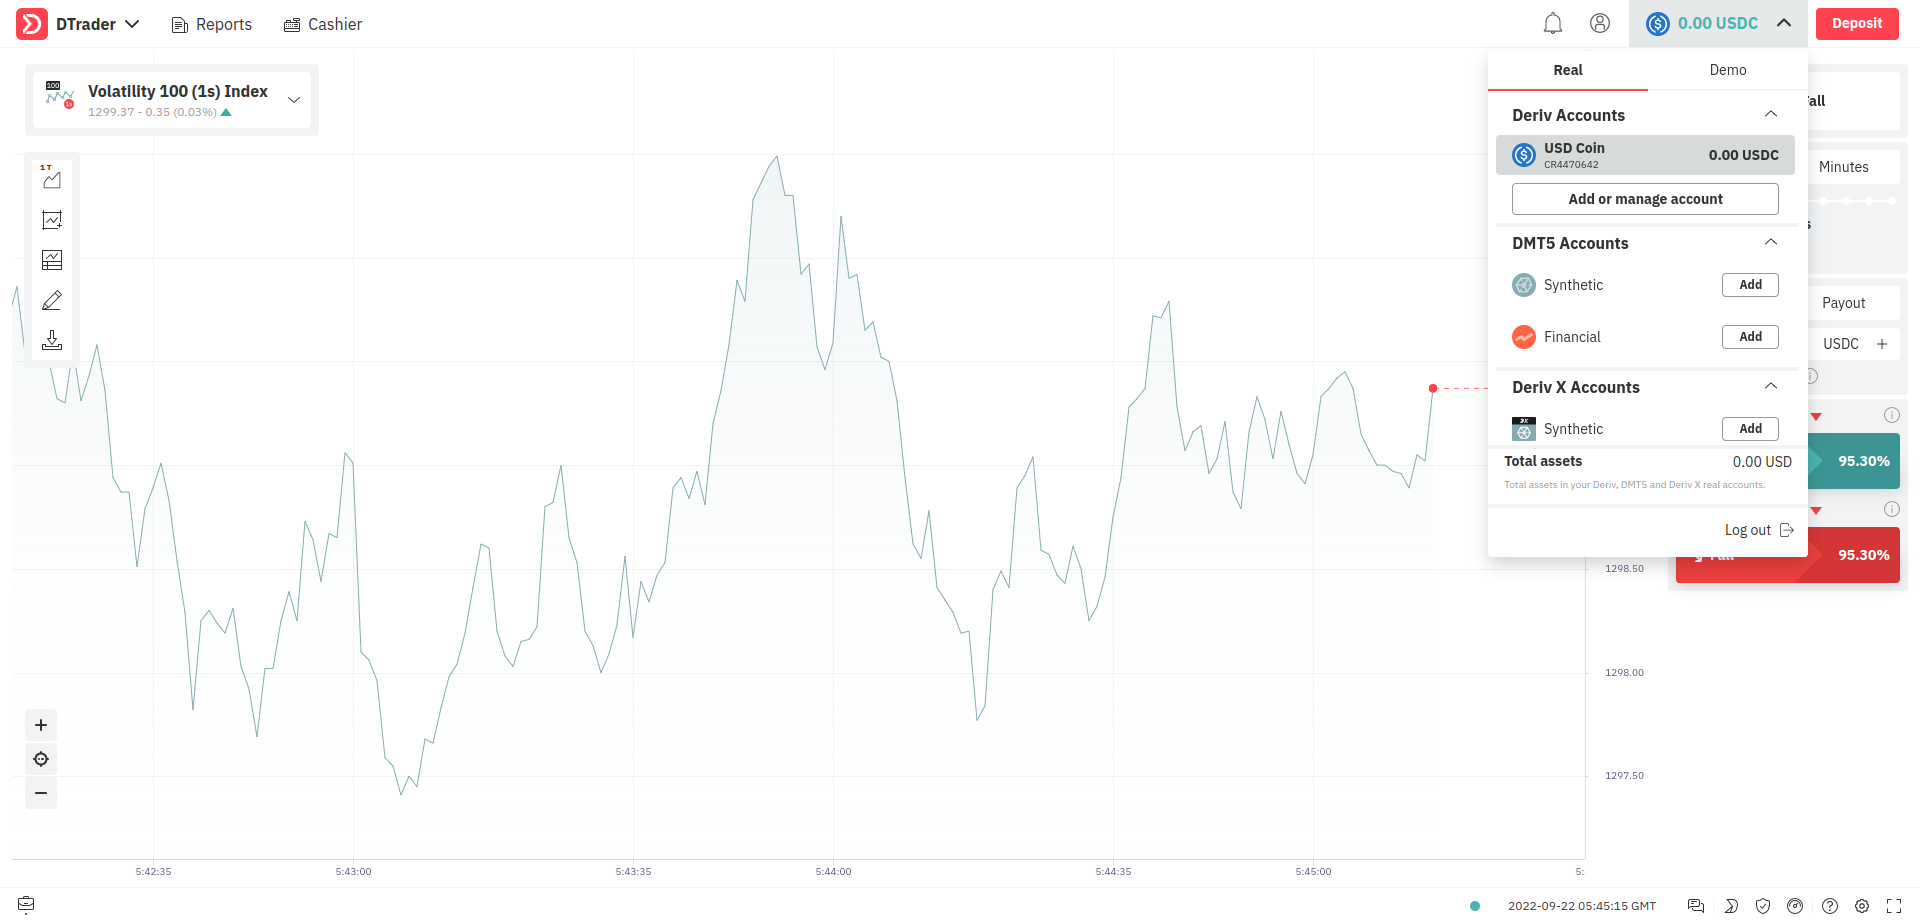 DTrader
Reports
Cashier
0.00 USDC
Deposit
100
1s
Volatility 100 (1s) Index
1299.37 - 0.35 (0.03%)
1T
Real
Demo
Deriv Accounts
USD Coin
CR4470642
0.00 USDC
Add or manage account
DMT5 Accounts
Synthetic
Add
Financial
Add
Deriv X Accounts
Synthetic
Add
Total assets
0.00 USD
Total assets in your Deriv, DMT5 and Deriv X real accounts.
Log out
Minutes
Payout
USDC
95.30%
95.30%
1298.50
1298.00
1297.50
5:42:35
5:43:00
5:43:35
5:44:00
5:44:35
5:45:00
5:
2022-09-22 05:45:15 GMT